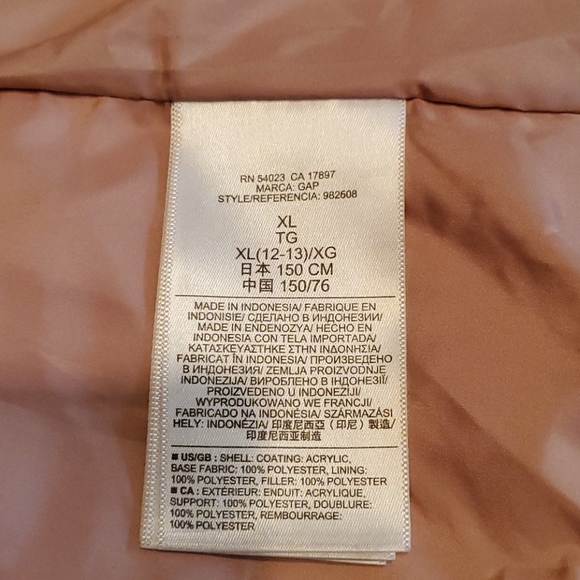 RN 54023 CA 17897
MARCA: GAP
STYLE/REFERENCIA: 982608
XL
TG
XL(12-13)/XG
日本 150 CM
中国 150/76
MADE IN INDONESIA/ FABRIQUE EN
INDONISIE/ СДЕЛАНО В ИНДОНЕЗИИ/
MADE IN ENDENOZYA/ HECHO EN
INDONESIA CON TELA IMPORTADA/
ΚΑΤΑΣΚΕΥΑΣΤΗΚΕ ΣΤΗΝ ΙΝΔΟΝΗΣΙΑ/
FABRICAT ÎN INDONESIA/ ПРОИЗВЕДЕНО
В ИНДОНЕЗИЯ/ ZEMLJA PROIZVODNJE
INDONEZIJA/ ВИРОБЛЕНО В ІНДОНЕЗІЇ/
PROIZVEDENO U INDONEZIJI/
WYPRODUKOWANO WE FRANCJI/
FABRICADO NA INDONÉSIA/ SZÁRMAZÁSI
HELY: INDONÉZIA/ 印度尼西亞（印尼）製造/
印度尼西亚制造
■ US/GB : SHELL: COATING: ACRYLIC,
BASE FABRIC: 100% POLYESTER, LINING:
100% POLYESTER, FILLER: 100% POLYESTER
■ CA : EXTÉRIEUR: ENDUIT: ACRYLIQUE,
SUPPORT: 100% POLYESTER, DOUBLURE:
100% POLYESTER, REMBOURRAGE:
100% POLYESTER